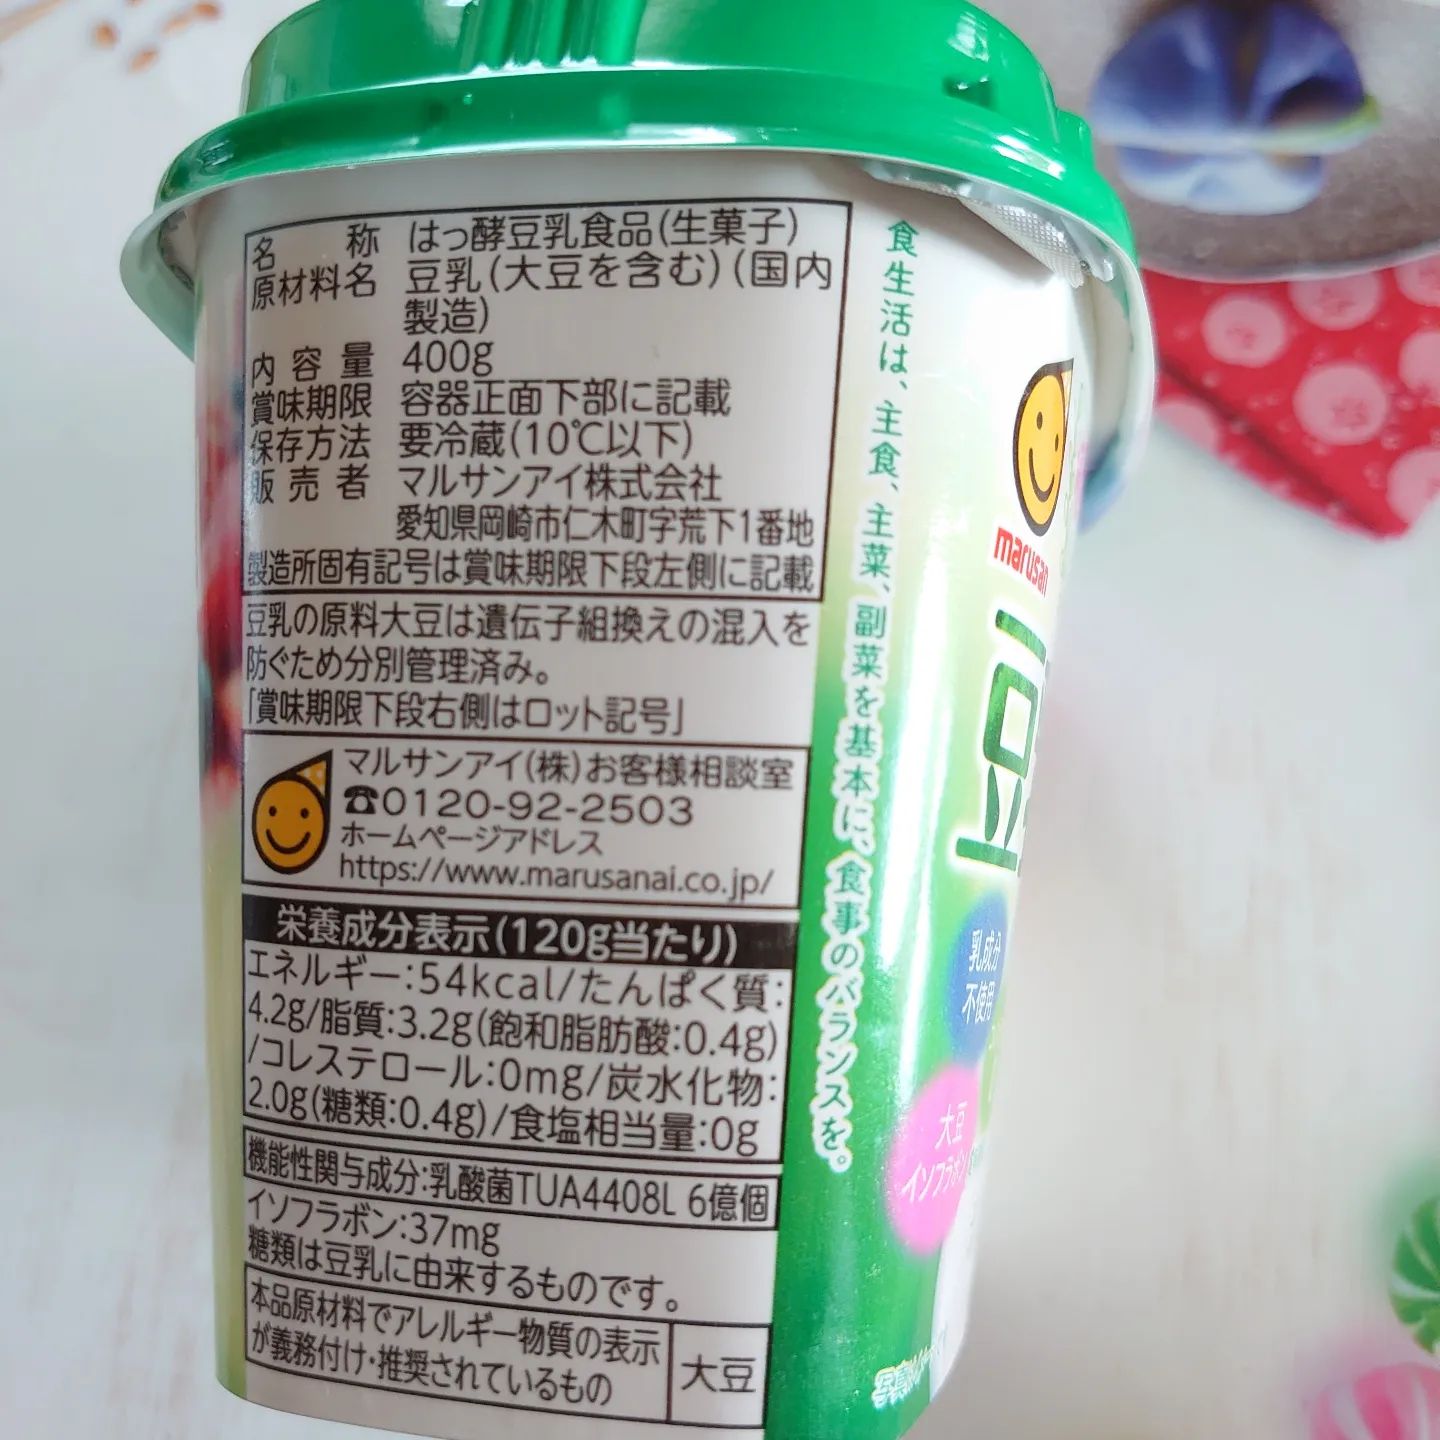 名称 はっ酵豆乳食品(生菓子)
原材料名 豆乳(大豆を含む)(国内
製造)
内容量 400g
賞味期限 容器正面下部に記載
保存方法 要冷蔵(10℃以下)
販売者 マルサンアイ株式会社
愛知県岡崎市仁木町字荒下1番地
製造所固有記号は賞味期限下段左側に記載
豆乳の原料大豆は遺伝子組換えの混入を
防ぐため分別管理済み。
「賞味期限下段右側はロット記号」
マルサンアイ(株)お客様相談室
☎0120-92-2503
ホームページアドレス
https://www.marusanai.co.jp/
栄養成分表示(120g当たり)
エネルギー:54kcal/たんぱく質:
4.2g/脂質:3.2g(飽和脂肪酸:0.4g)
/コレステロール:0mg/炭水化物:
2.0g(糖類:0.4g)/食塩相当量:0g
機能性関与成分:乳酸菌TUA4408L 6億個
イソフラボン:37mg
糖類は豆乳に由来するものです。
本品原材料でアレルギー物質の表示
が義務付け・推奨されているもの
大豆
食生活は、主食、主菜、副菜を基本に、食事のバランスを。
marusan
豆
乳成分
不使用
大豆
イソフラボン